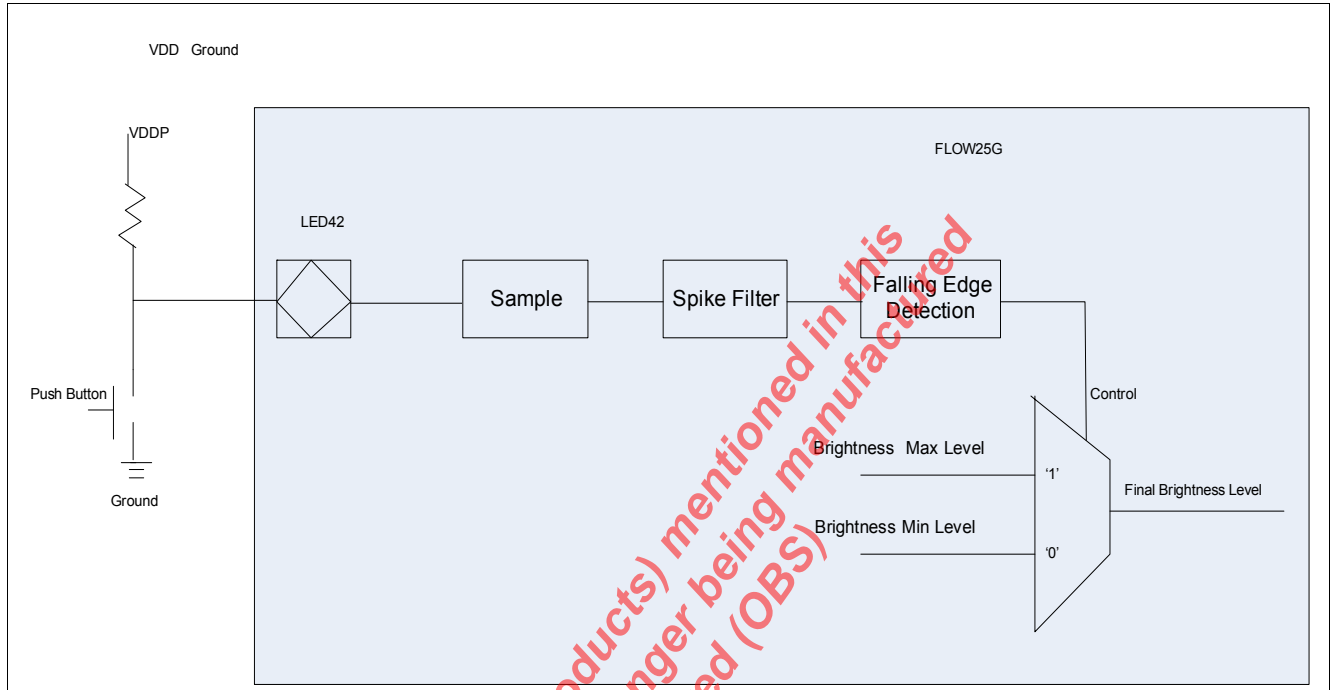 VDD Ground
VDDP
FLOW25G
LED42
Sample
Spike Filter
Falling Edge
Detection
Push Button
Control
Brightness Max Level
'1'
Final Brightness Level
Brightness Min Level
'0'
Ground
oducts) mentioned in this
nger being manufactured
ed (OBS)